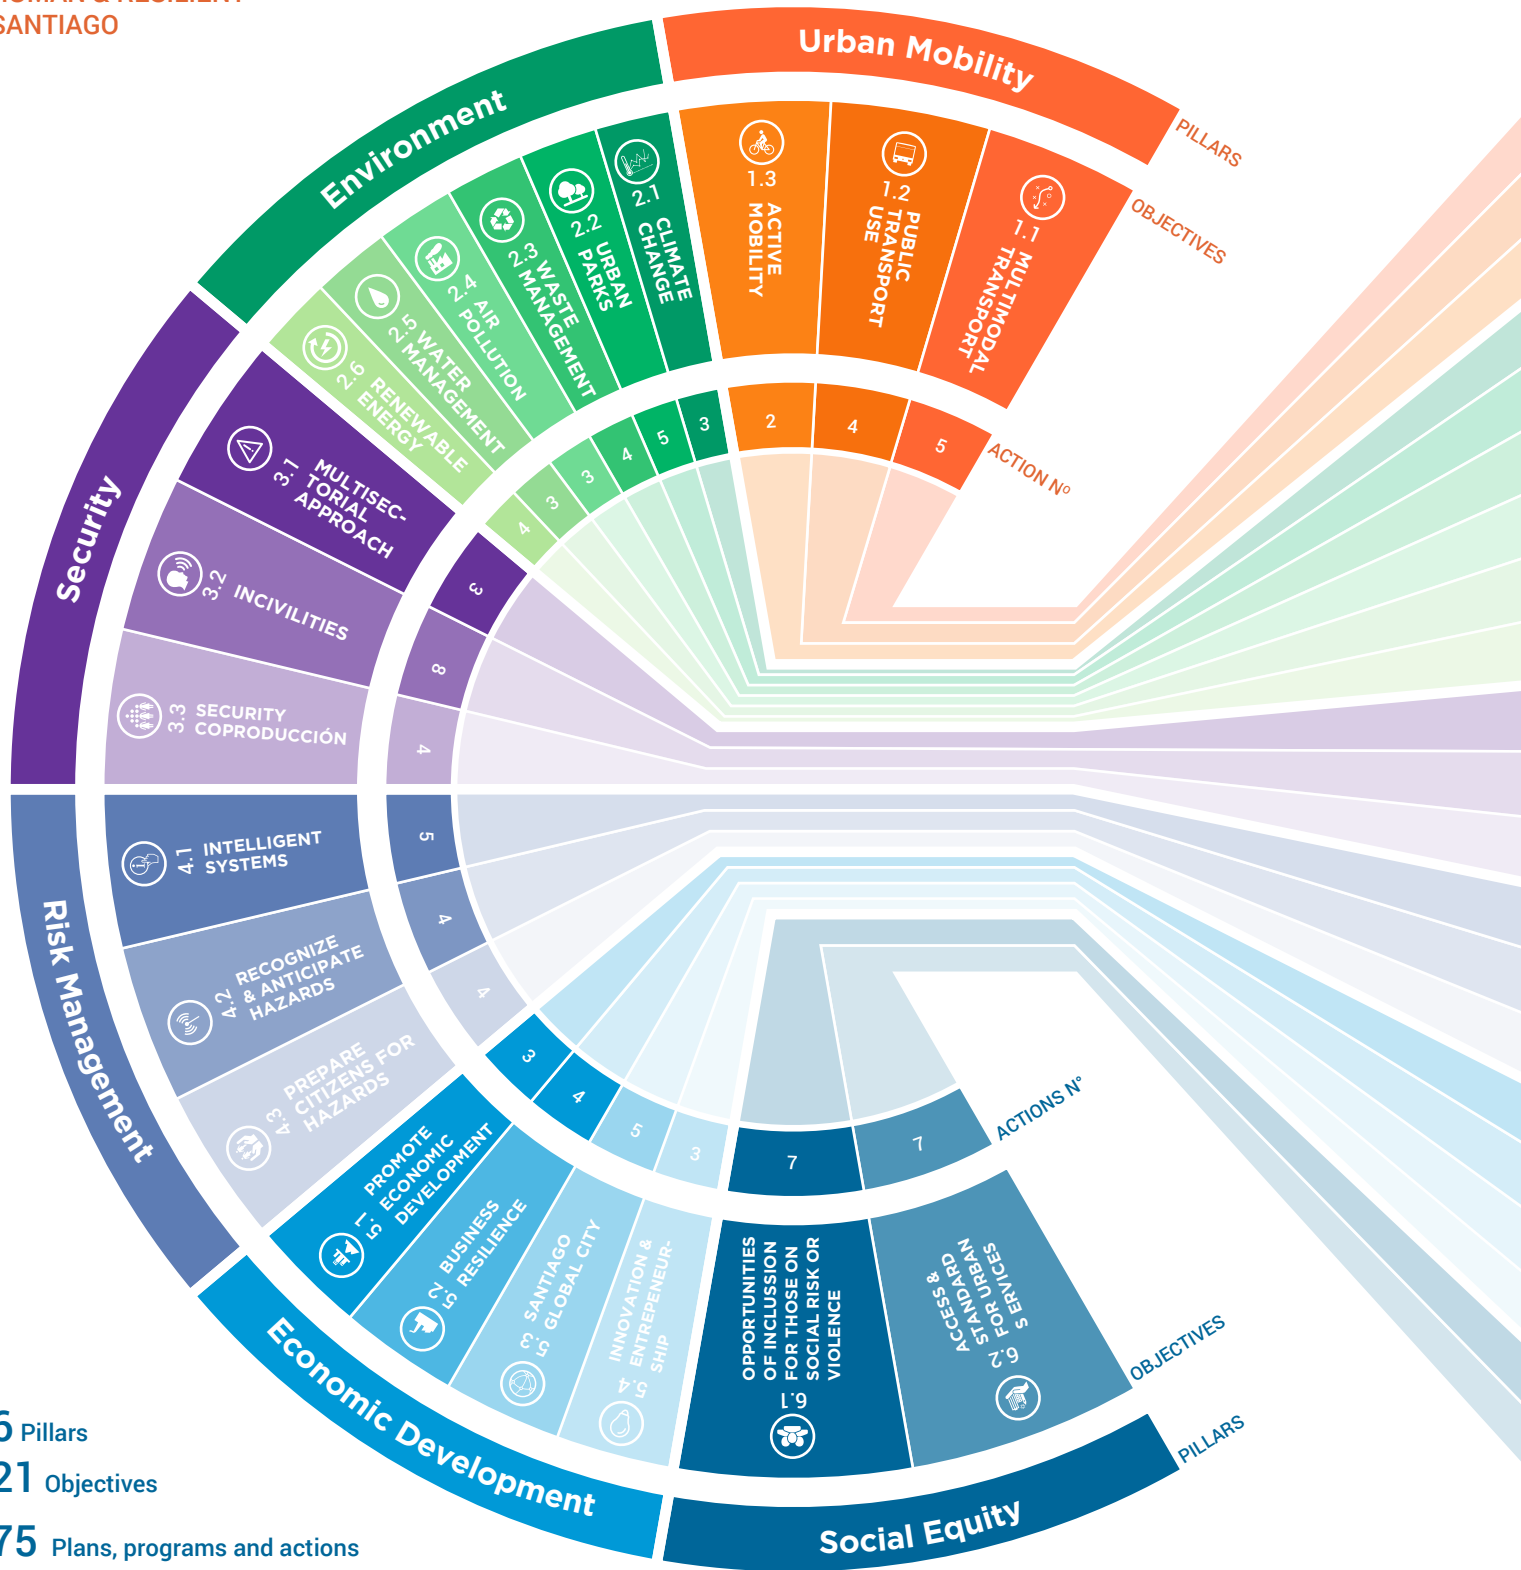 SANTIAGO
Urban Mobility
PILLARS
1.3
ACTIVE
MOBILITY
1.2
PUBLIC
TRANSPORT
USE
1.1
MULTIMODAL
TRANSPORT
OBJECTIVES
2
4
5
ACTION Nº
Environment
2.1
CLIMATE
CHANGE
2.2
URBAN
PARKS
2.3
WASTE
MANAGEMENT
2.4
AIR
POLLUTION
2.5
WATER
MANAGEMENT
2.6
RENEWABLE
ENERGY
3
5
4
3
3
4
Security
3.1
MULTISEC-
TORIAL
APPROACH
3.2
INCIVILITIES
3.3
SECURITY
COPRODUCCIÓN
3
8
4
Risk Management
4.1
INTELLIGENT
SYSTEMS
4.2
RECOGNIZE
& ANTICIPATE
HAZARDS
4.3
PREPARE
CITIZENS FOR
HAZARDS
5
4
4
Economic Development
5.1
PROMOTE
ECONOMIC
DEVELOPMENT
5.2
BUSINESS
RESILIENCE
5.3
SANTIAGO
GLOBAL CITY
5.4
INNOVATION &
ENTREPENEUR-
SHIP
3
4
5
3
Social Equity
OPPORTUNITIES
OF INCLUSSION
FOR THOSE ON
SOCIAL RISK OR
VIOLENCE
6.1
ACCESS &
STANDARD
FOR URBAN
S ERVICES
6.2
7
7
ACTIONS N°
OBJECTIVES
PILLARS
6 Pillars
21 Objectives
75 Plans, programs and actions